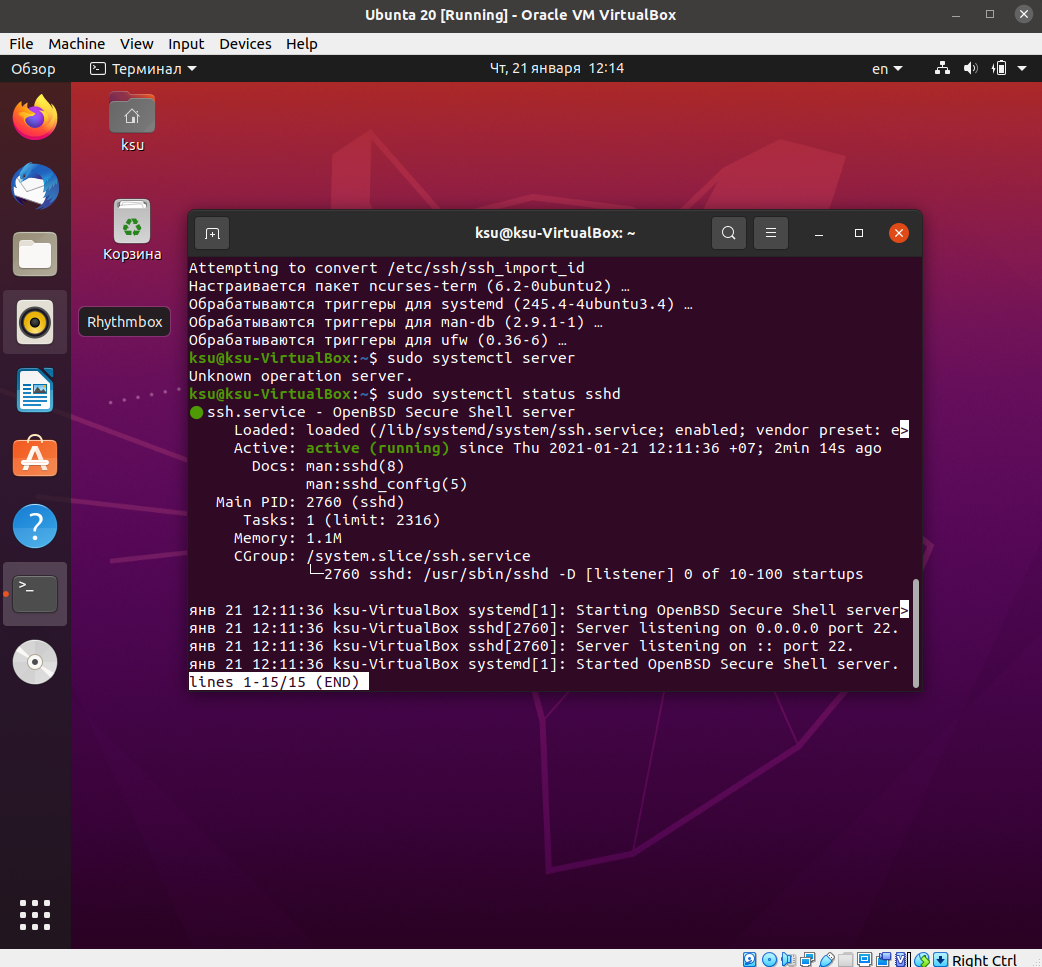 Ubunta 20 [Running] - Oracle VM VirtualBox
File Machine View Input Devices Help
Обзор Терминал Чт, 21 января 12:14 en
ksu
Корзина
Rhythmbox
ksu@ksu-VirtualBox: ~
Attempting to convert /etc/ssh/ssh_import_id
Настраивается пакет ncurses-term (6.2-0ubuntu2) …
Обрабатываются триггеры для systemd (245.4-4ubuntu3.4) …
Обрабатываются триггеры для man-db (2.9.1-1) …
Обрабатываются триггеры для ufw (0.36-6) …
ksu@ksu-VirtualBox:~$ sudo systemctl server
Unknown operation server.
ksu@ksu-VirtualBox:~$ sudo systemctl status sshd
● ssh.service - OpenBSD Secure Shell server
Loaded: loaded (/lib/systemd/system/ssh.service; enabled; vendor preset: e>
Active: active (running) since Thu 2021-01-21 12:11:36 +07; 2min 14s ago
Docs: man:sshd(8)
man:sshd_config(5)
Main PID: 2760 (sshd)
Tasks: 1 (limit: 2316)
Memory: 1.1M
CGroup: /system.slice/ssh.service
└─2760 sshd: /usr/sbin/sshd -D [listener] 0 of 10-100 startups
янв 21 12:11:36 ksu-VirtualBox systemd[1]: Starting OpenBSD Secure Shell server>
янв 21 12:11:36 ksu-VirtualBox sshd[2760]: Server listening on 0.0.0.0 port 22.
янв 21 12:11:36 ksu-VirtualBox sshd[2760]: Server listening on :: port 22.
янв 21 12:11:36 ksu-VirtualBox systemd[1]: Started OpenBSD Secure Shell server.
lines 1-15/15 (END)
Right Ctrl